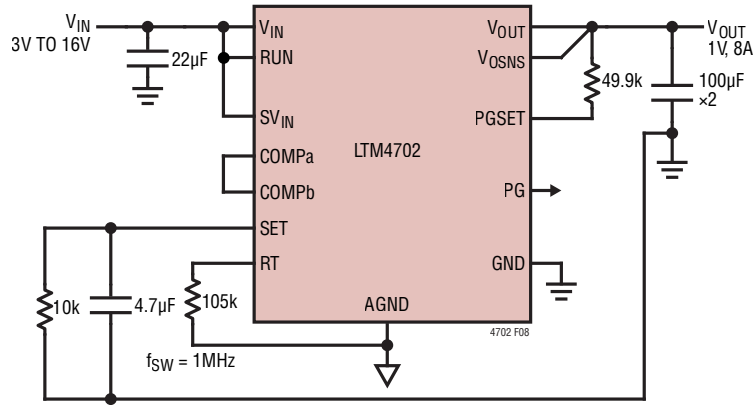 VIN
3V TO 16V
22µF
VIN
RUN
SVIN
COMPa
COMPb
SET
RT
LTM4702
AGND
VOUT
VOSNS
PGSET
PG
GND
49.9k
VOUT
1V, 8A
100µF
×2
10k
4.7µF
105k
fSW = 1MHz
4702 F08